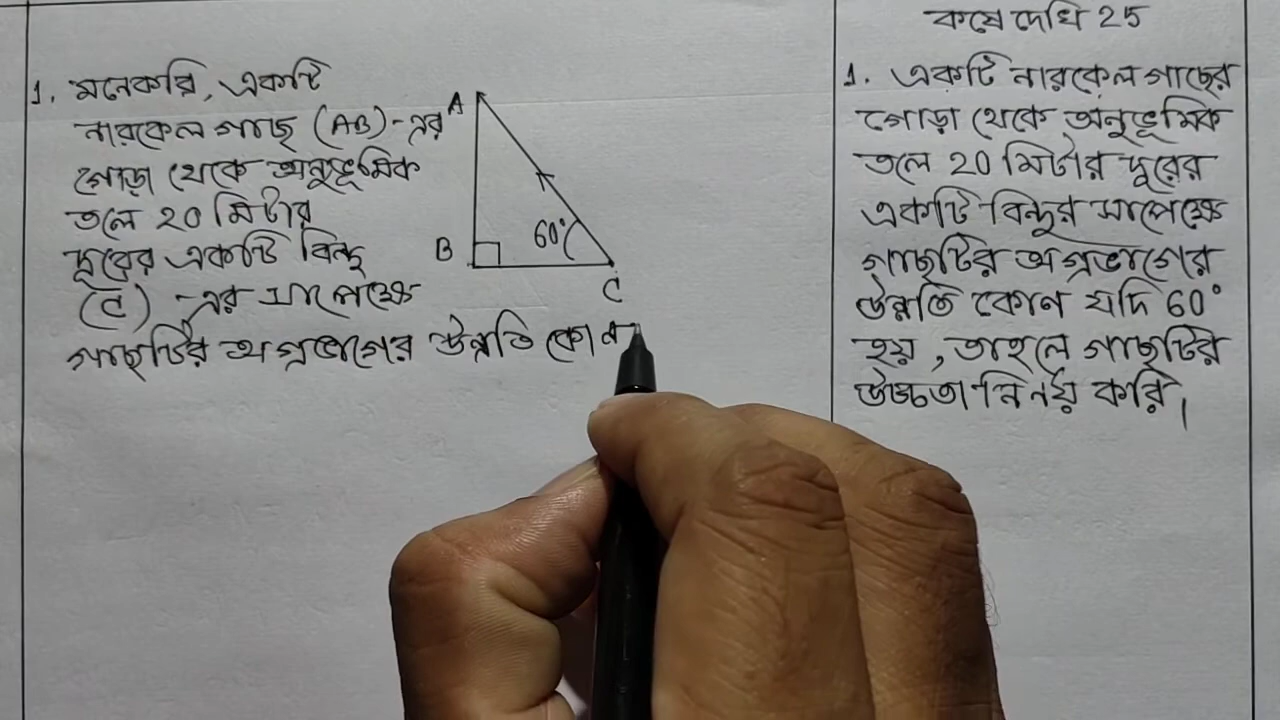 1. মনেকরি, একটি
নারকেল গাছ (AB)-এর
গোড়া থেকে অনুভূমিক
তলে 20 মিটার
দূরের একটি বিন্দু
(C) -এর সাপেক্ষে
গাছটির অগ্রভাগের উন্নতি কোন
A
B
60°
C
কষে দেখি 25
1. একটি নারকেল গাছের
গোড়া থেকে অনুভূমিক
তলে 20 মিটার দূরের
একটি বিন্দুর সাপেক্ষে
গাছটির অগ্রভাগের
উন্নতি কোন যদি 60°
হয়, তাহলে গাছটির
উচ্চতা নির্নয় করি।